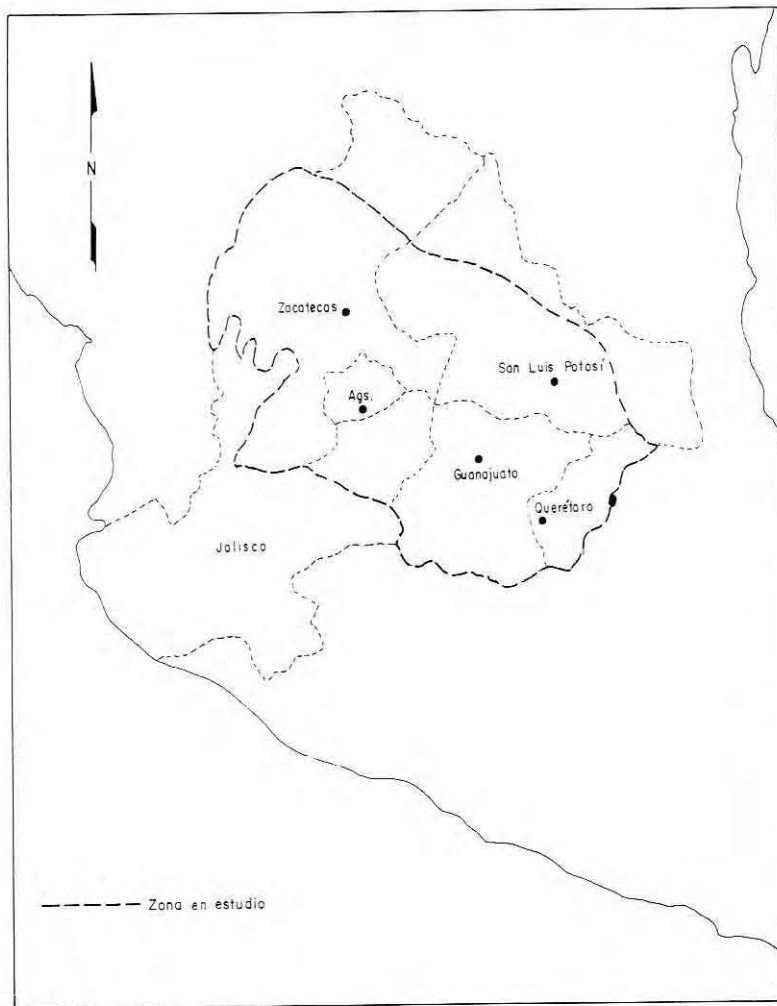 N
Zacatecas
San Luis Potosí
Ags.
Guanajuato
Querétaro
Jalisco
Zona en estudio